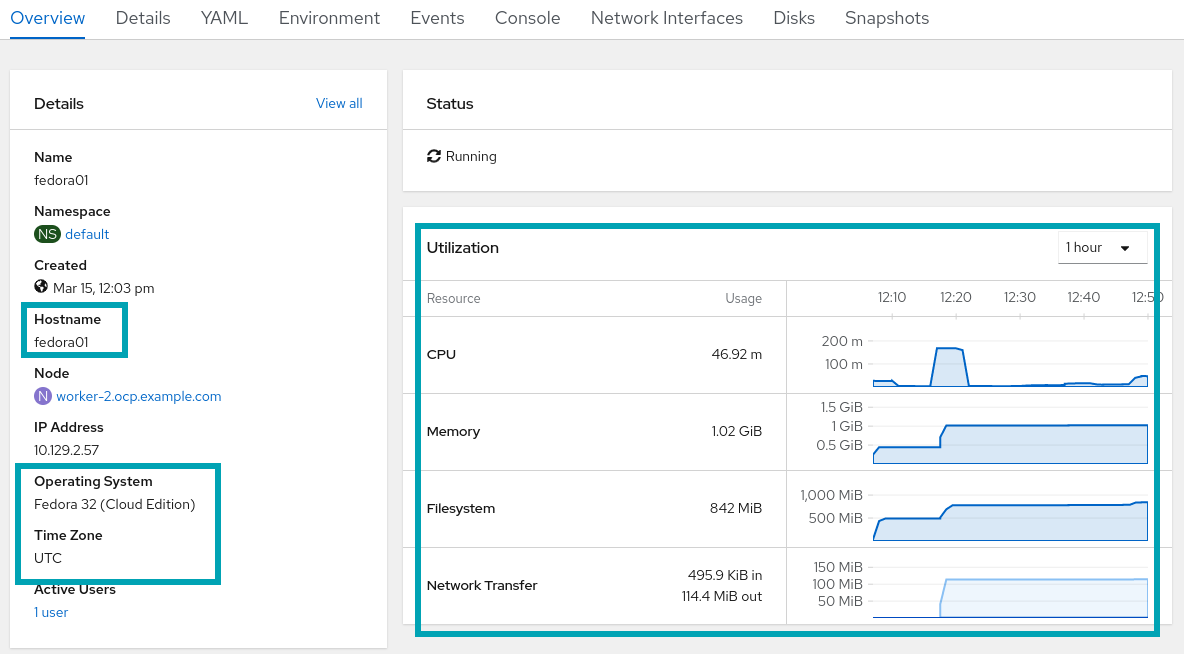 Overview Details YAML Environment Events Console Network Interfaces Disks Snapshots
Details View all
Name
fedora01
Namespace
NS default
Created
Mar 15, 12:03 pm
Hostname
fedora01
Node
N worker-2.ocp.example.com
IP Address
10.129.2.57
Operating System
Fedora 32 (Cloud Edition)
Time Zone
UTC
Active Users
1 user
Status
Running
Utilization 1 hour
Resource Usage 12:10 12:20 12:30 12:40 12:50
CPU 46.92 m
200 m
100 m
Memory 1.02 GiB
1.5 GiB
1 GiB
0.5 GiB
Filesystem 842 MiB
1,000 MiB
500 MiB
Network Transfer
495.9 KiB in
114.4 MiB out
150 MiB
100 MiB
50 MiB